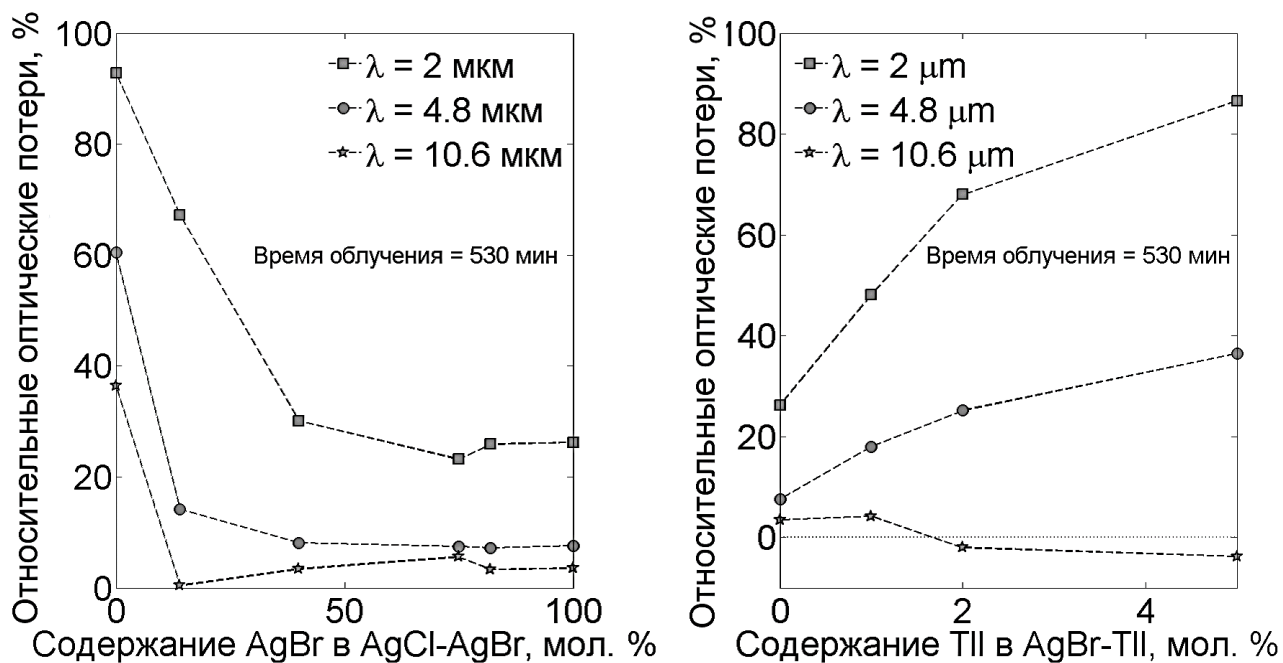 Относительные оптические потери, %
100
80
60
40
20
0
λ = 2 мкм
λ = 4.8 мкм
λ = 10.6 мкм
Время облучения = 530 мин
0
50
100
Содержание AgBr в AgCl-AgBr, мол. %
Относительные оптические потери, %
100
80
60
40
20
0
λ = 2 μm
λ = 4.8 μm
λ = 10.6 μm
Время облучения = 530 мин
0
2
4
Содержание TlI в AgBr-TlI, мол. %